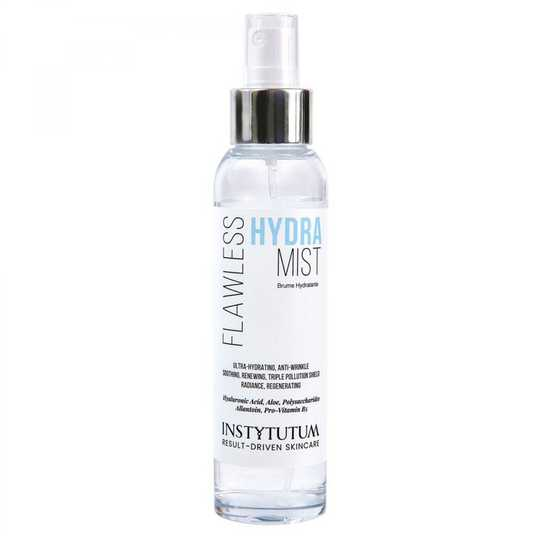 FLAWLESS
HYDRA
MIST
Brume Hydratante
ULTRA-HYDRATING, ANTI-WRINKLE
SOOTHING, RENEWING, TRIPLE POLLUTION SHIELD
RADIANCE, REGENERATING
Hyaluronic Acid, Aloe, Polysaccharides
Allantoin, Pro-Vitamin B5
INSTYTUTUM
RESULT-DRIVEN SKINCARE